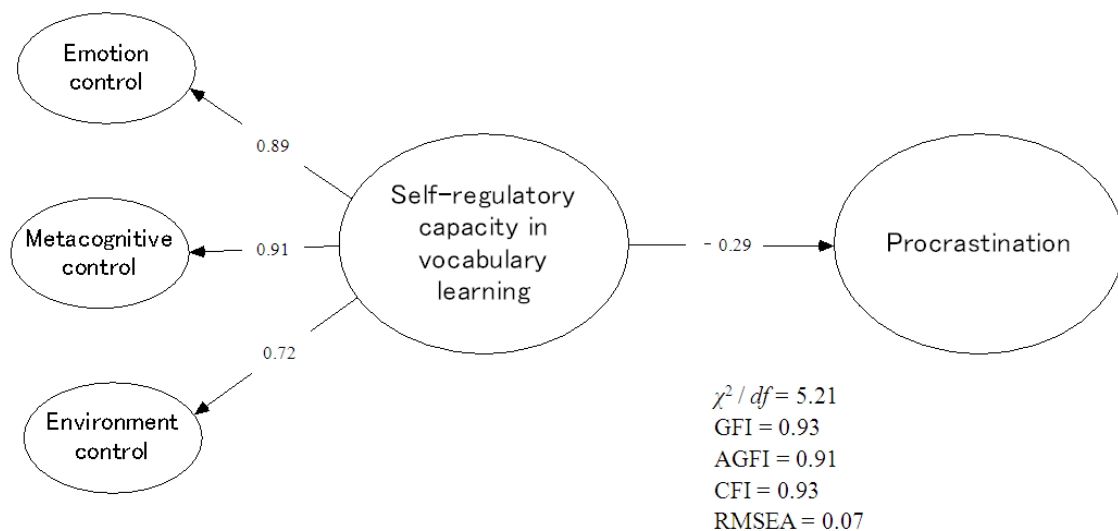 Emotion
control
0.89
Metacognitive
control
0.91
Environment
control
0.72
Self-regulatory
capacity in
vocabulary
learning
- 0.29
Procrastination
χ² / df = 5.21
GFI = 0.93
AGFI = 0.91
CFI = 0.93
RMSEA = 0.07